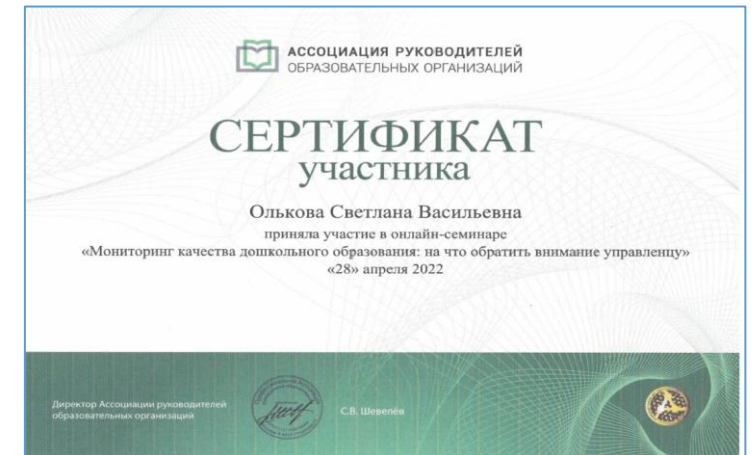 АССОЦИАЦИЯ РУКОВОДИТЕЛЕЙ
ОБРАЗОВАТЕЛЬНЫХ ОРГАНИЗАЦИЙ
СЕРТИФИКАТ
участника
Олькова Светлана Васильевна
приняла участие в онлайн-семинаре
«Мониторинг качества дошкольного образования: на что обратить внимание управленцу»
«28» апреля 2022
Директор Ассоциации руководителей
образовательных организаций
С.В. Шевелёв